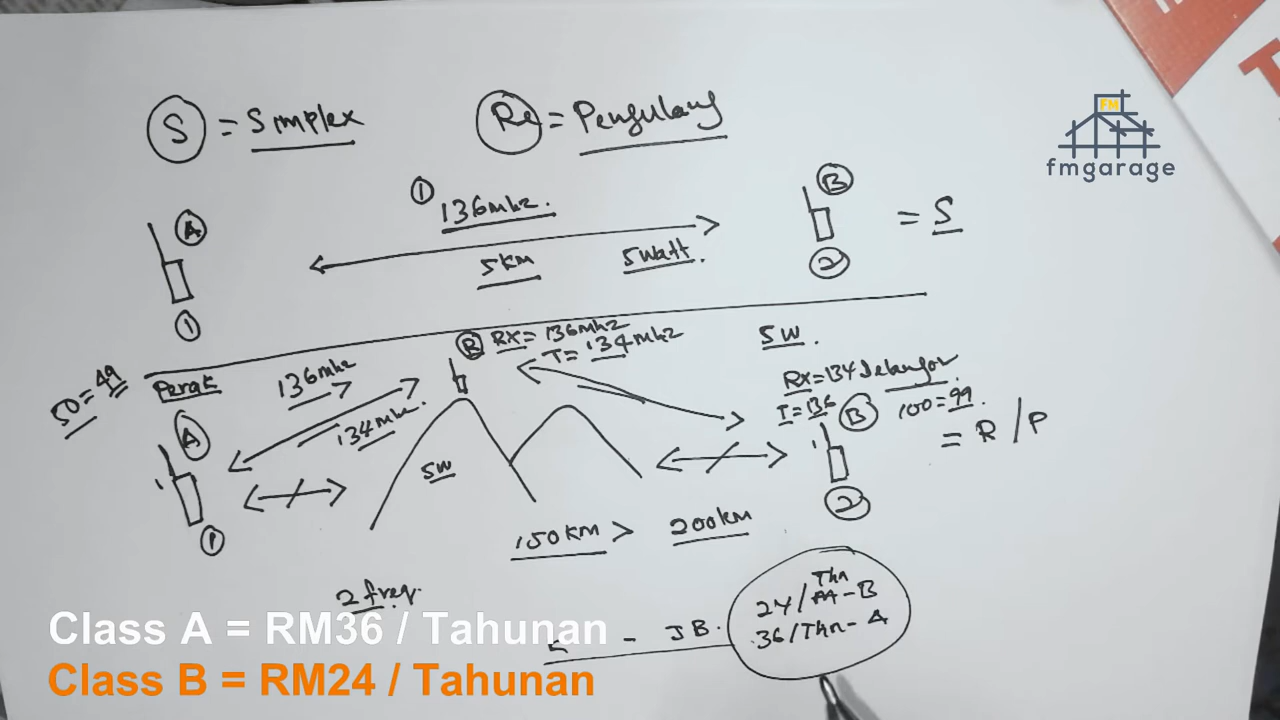 S = Simplex
Re = Pengulang
FM
fmgarage
1 136mhz.
A
B
= S
5KM
5Watt.
1
2
R RX = 136mhz
T = 134mhz
5W.
50 = 49
Perak
136mhz
Rx = 134 Selangor
T = 136
B
100 = 99.
134mhz.
A
= R / P
5W
1
2
150KM > 200KM
2 freq.
- JB.
Thn
24/ - B
36/Thn - A
Class A = RM36 / Tahunan
Class B = RM24 / Tahunan